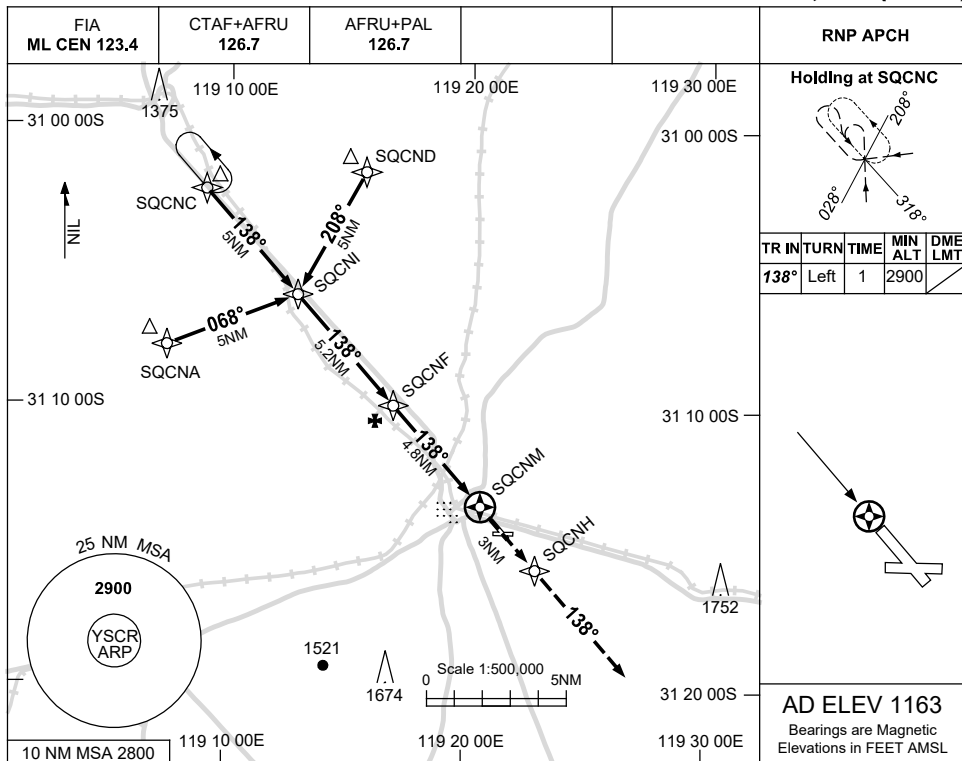 FIA
ML CEN 123.4
CTAF+AFRU
126.7
AFRU+PAL
126.7
RNP APCH
119 10 00E
119 20 00E
119 30 00E
1375
31 00 00S
31 00 00S
NIL
SQCNC
SQCND
138°
5NM
208°
5NM
SQCNI
068°
5NM
SQCNA
138°
5.2NM
SQCNF
31 10 00S
31 10 00S
138°
4.8NM
SQCNM
3NM
SQCNH
138°
1752
25 NM MSA
2900
YSCR
ARP
1521
1674
Scale 1:500,000
0
5NM
31 20 00S
10 NM MSA 2800
119 10 00E
119 20 00E
119 30 00E
Holding at SQCNC
208°
028°
318°
TR IN TURN TIME MIN ALT DME LMT
138° Left 1 2900
AD ELEV 1163
Bearings are Magnetic
Elevations in FEET AMSL